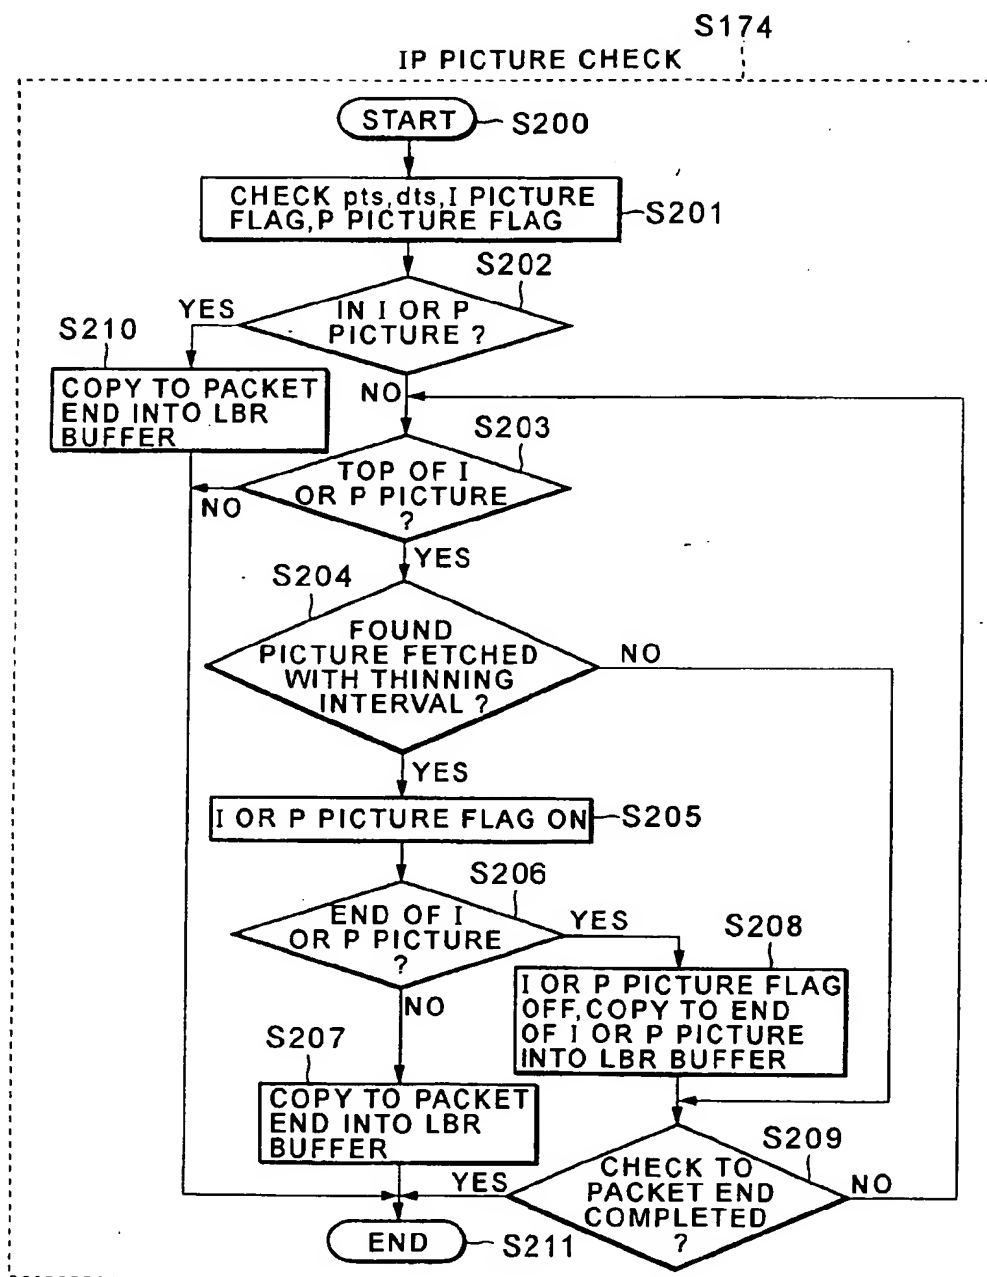 S174
IP PICTURE CHECK
START
S200
CHECK pts,dts,I PICTURE
FLAG,P PICTURE FLAG
S201
S202
IN I OR P
PICTURE ?
YES
S210
COPY TO PACKET
END INTO LBR
BUFFER
NO
S203
TOP OF I
OR P PICTURE
?
NO
YES
S204
FOUND
PICTURE FETCHED
WITH THINNING
INTERVAL ?
NO
YES
I OR P PICTURE FLAG ON
S205
S206
END OF I
OR P PICTURE
?
YES
S208
I OR P PICTURE FLAG
OFF,COPY TO END
OF I OR P PICTURE
INTO LBR BUFFER
NO
S207
COPY TO PACKET
END INTO LBR
BUFFER
S209
CHECK TO
PACKET END
COMPLETED
?
YES
NO
END
S211